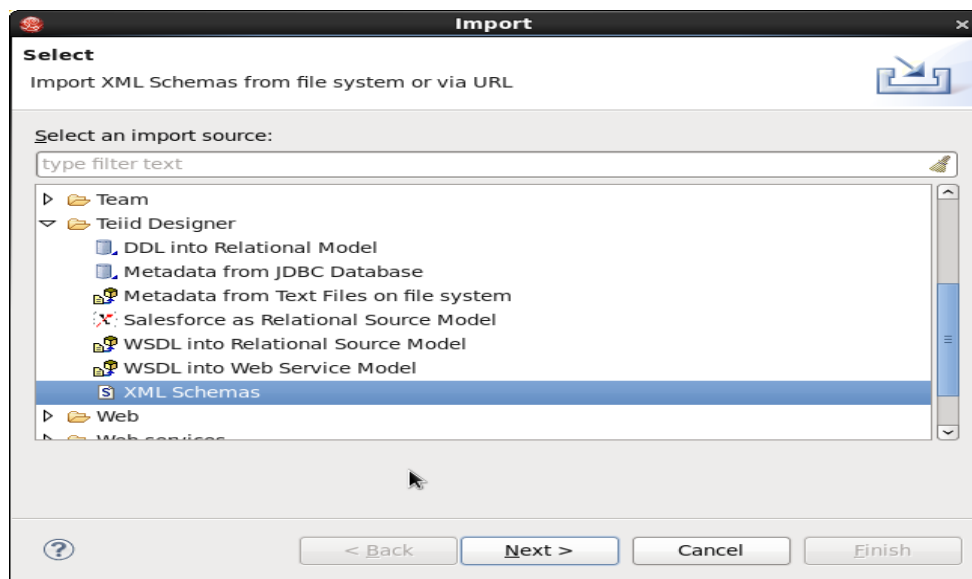 Import
Select
Import XML Schemas from file system or via URL
Select an import source:
type filter text
Team
Teiid Designer
DDL into Relational Model
Metadata from JDBC Database
Metadata from Text Files on file system
Salesforce as Relational Source Model
WSDL into Relational Source Model
WSDL into Web Service Model
XML Schemas
Web
Web services
< Back Next > Cancel Finish